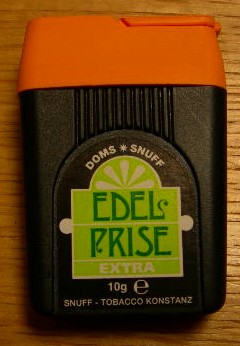 DOMS * SNUFF
EDEL
PRISE
EXTRA
10g ℮
SNUFF - TOBACCO KONSTANZ